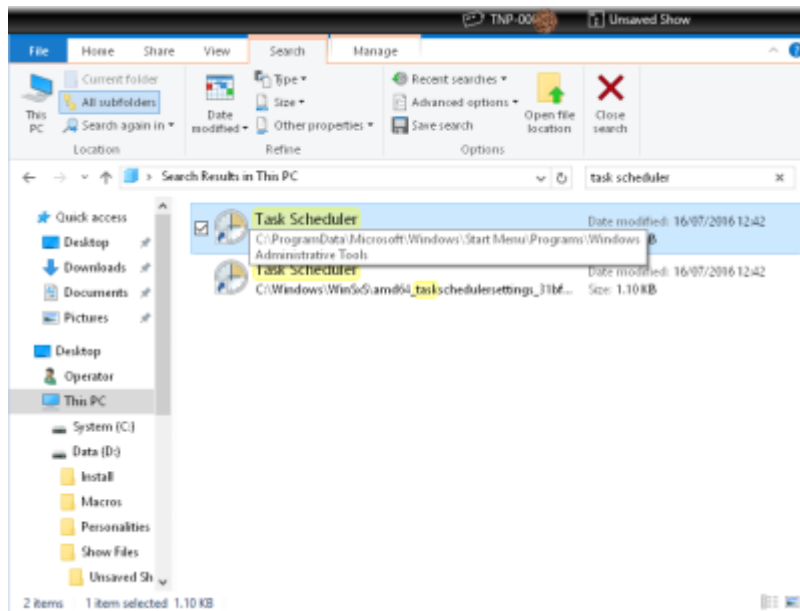 Unsaved Show
File Home Share View Search Manage
This PC
Current folder
All subfolders
Search again in
Location
Date modified
Type
Size
Other properties
Refine
Recent searches
Advanced options
Save search
Open file location
Close search
Options
Search Results in This PC
task scheduler
Quick access
Desktop
Downloads
Documents
Pictures
Desktop
Operator
This PC
System (C:)
Data (D:)
Install
Macros
Personalities
Show Files
Unsaved Sh
Task Scheduler
Date modified: 16/07/2016 12:42
C:\ProgramData\Microsoft\Windows\Start Menu\Programs\Windows
Administrative Tools
Task Scheduler
Date modified: 16/07/2016 12:42
C:\Windows\WinSxS\amd64_taskschedulersettings_31bf...
Size: 1.10 KB
2 items 1 item selected 1.10 KB